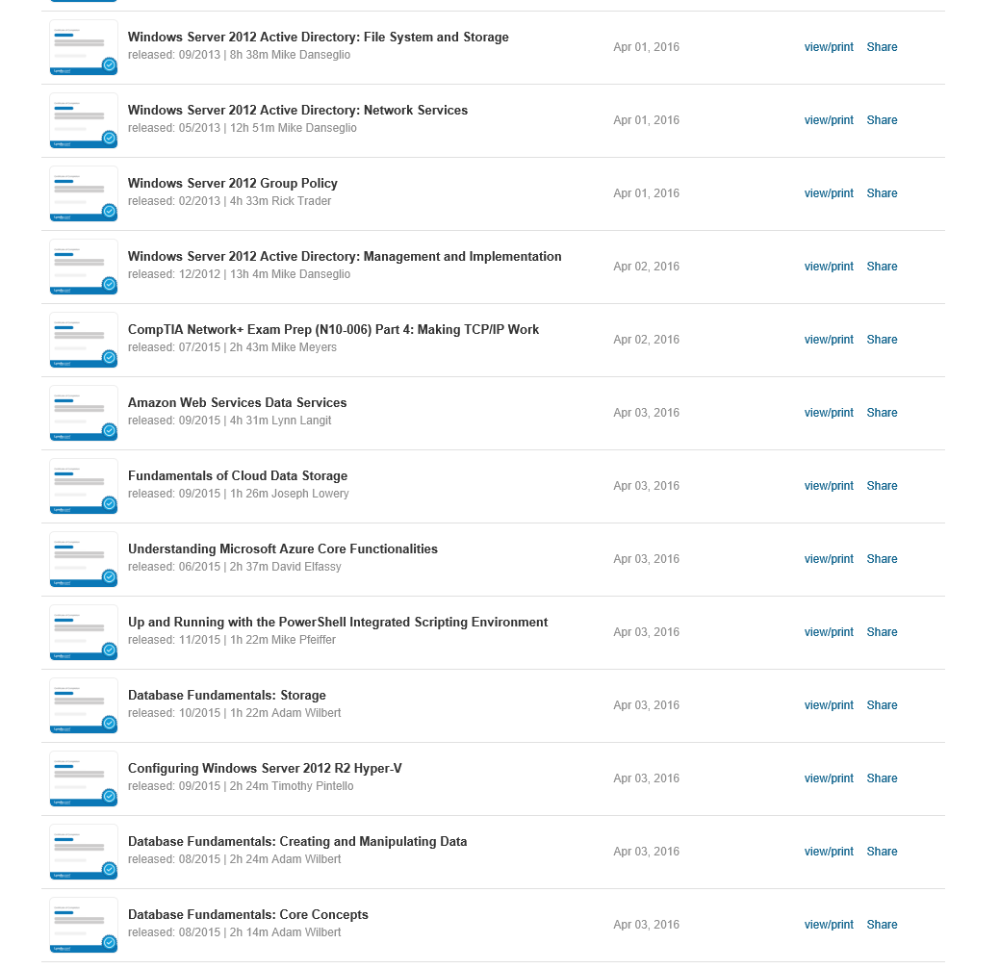 Windows Server 2012 Active Directory: File System and Storage
released: 09/2013 | 8h 38m Mike Danseglio
Apr 01, 2016
view/print Share
Windows Server 2012 Active Directory: Network Services
released: 05/2013 | 12h 51m Mike Danseglio
Apr 01, 2016
view/print Share
Windows Server 2012 Group Policy
released: 02/2013 | 4h 33m Rick Trader
Apr 01, 2016
view/print Share
Windows Server 2012 Active Directory: Management and Implementation
released: 12/2012 | 13h 4m Mike Danseglio
Apr 02, 2016
view/print Share
CompTIA Network+ Exam Prep (N10-006) Part 4: Making TCP/IP Work
released: 07/2015 | 2h 43m Mike Meyers
Apr 02, 2016
view/print Share
Amazon Web Services Data Services
released: 09/2015 | 4h 31m Lynn Langit
Apr 03, 2016
view/print Share
Fundamentals of Cloud Data Storage
released: 09/2015 | 1h 26m Joseph Lowery
Apr 03, 2016
view/print Share
Understanding Microsoft Azure Core Functionalities
released: 06/2015 | 2h 37m David Elfassy
Apr 03, 2016
view/print Share
Up and Running with the PowerShell Integrated Scripting Environment
released: 11/2015 | 1h 22m Mike Pfeiffer
Apr 03, 2016
view/print Share
Database Fundamentals: Storage
released: 10/2015 | 1h 22m Adam Wilbert
Apr 03, 2016
view/print Share
Configuring Windows Server 2012 R2 Hyper-V
released: 09/2015 | 2h 24m Timothy Pintello
Apr 03, 2016
view/print Share
Database Fundamentals: Creating and Manipulating Data
released: 08/2015 | 2h 24m Adam Wilbert
Apr 03, 2016
view/print Share
Database Fundamentals: Core Concepts
released: 08/2015 | 2h 14m Adam Wilbert
Apr 03, 2016
view/print Share